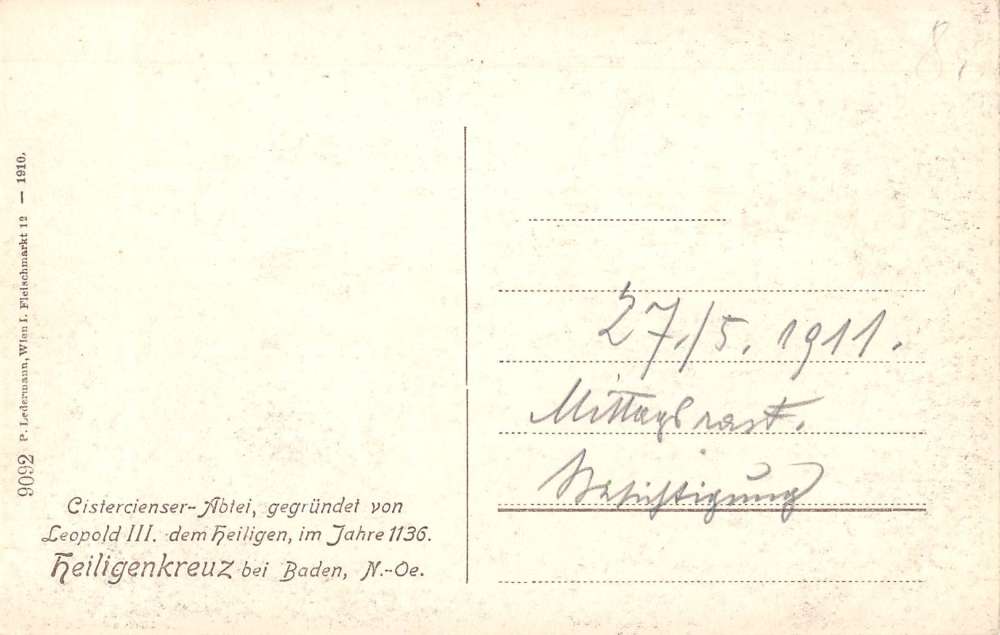 8,
9092 P. Ledermann, Wien I. Fleischmarkt 12 — 1910.
Cistercienser-Abtei, gegründet von
Leopold III. dem Heiligen, im Jahre 1136.
Heiligenkreuz bei Baden, N.-Oe.
27./5. 1911.
Mittagsrast.
Besichtigung